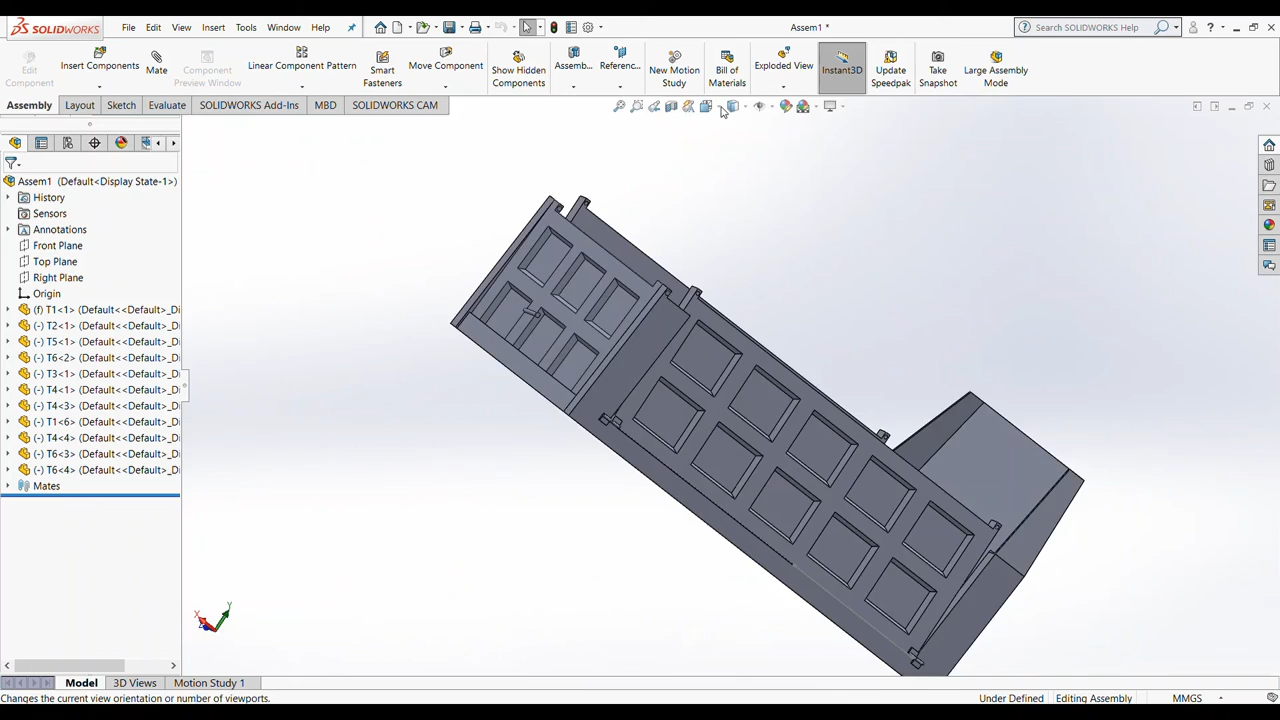 SOLIDWORKS File Edit View Insert Tools Window Help Assem1 * Search SOLIDWORKS Help ?
Edit Component
Insert Components
Mate
Component Preview Window
Linear Component Pattern
Smart Fasteners
Move Component
Show Hidden Components
Assemb...
Referenc...
New Motion Study
Bill of Materials
Exploded View
Instant3D
Update Speedpak
Take Snapshot
Large Assembly Mode
Assembly Layout Sketch Evaluate SOLIDWORKS Add-Ins MBD SOLIDWORKS CAM
Assem1 (Default<Display State-1>)
History
Sensors
Annotations
Front Plane
Top Plane
Right Plane
Origin
(f) T1<1> (Default<<Default>_Di
(-) T2<1> (Default<<Default>_Di
(-) T5<1> (Default<<Default>_Di
(-) T6<2> (Default<<Default>_Di
(-) T3<1> (Default<<Default>_Di
(-) T4<1> (Default<<Default>_Di
(-) T4<3> (Default<<Default>_Di
(-) T1<6> (Default<<Default>_Di
(-) T4<4> (Default<<Default>_Di
(-) T6<3> (Default<<Default>_Di
(-) T6<4> (Default<<Default>_Di
Mates
Y
X
Model 3D Views Motion Study 1
Changes the current view orientation or number of viewports. Under Defined Editing Assembly MMGS